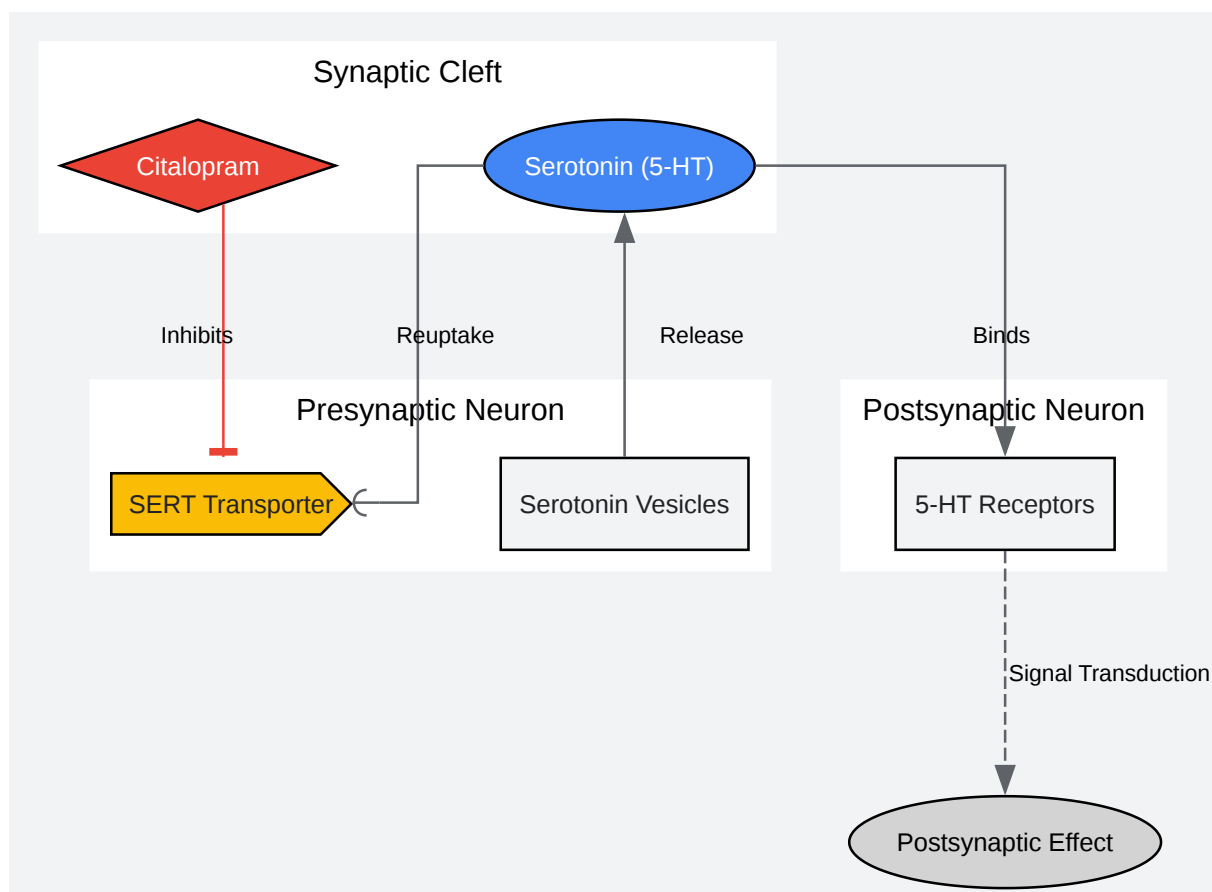 Synaptic Cleft
Citalopram
Serotonin (5-HT)
Inhibits
Reuptake
Release
Binds
Presynaptic Neuron
Postsynaptic Neuron
SERT Transporter
Serotonin Vesicles
5-HT Receptors
Signal Transduction
Postsynaptic Effect